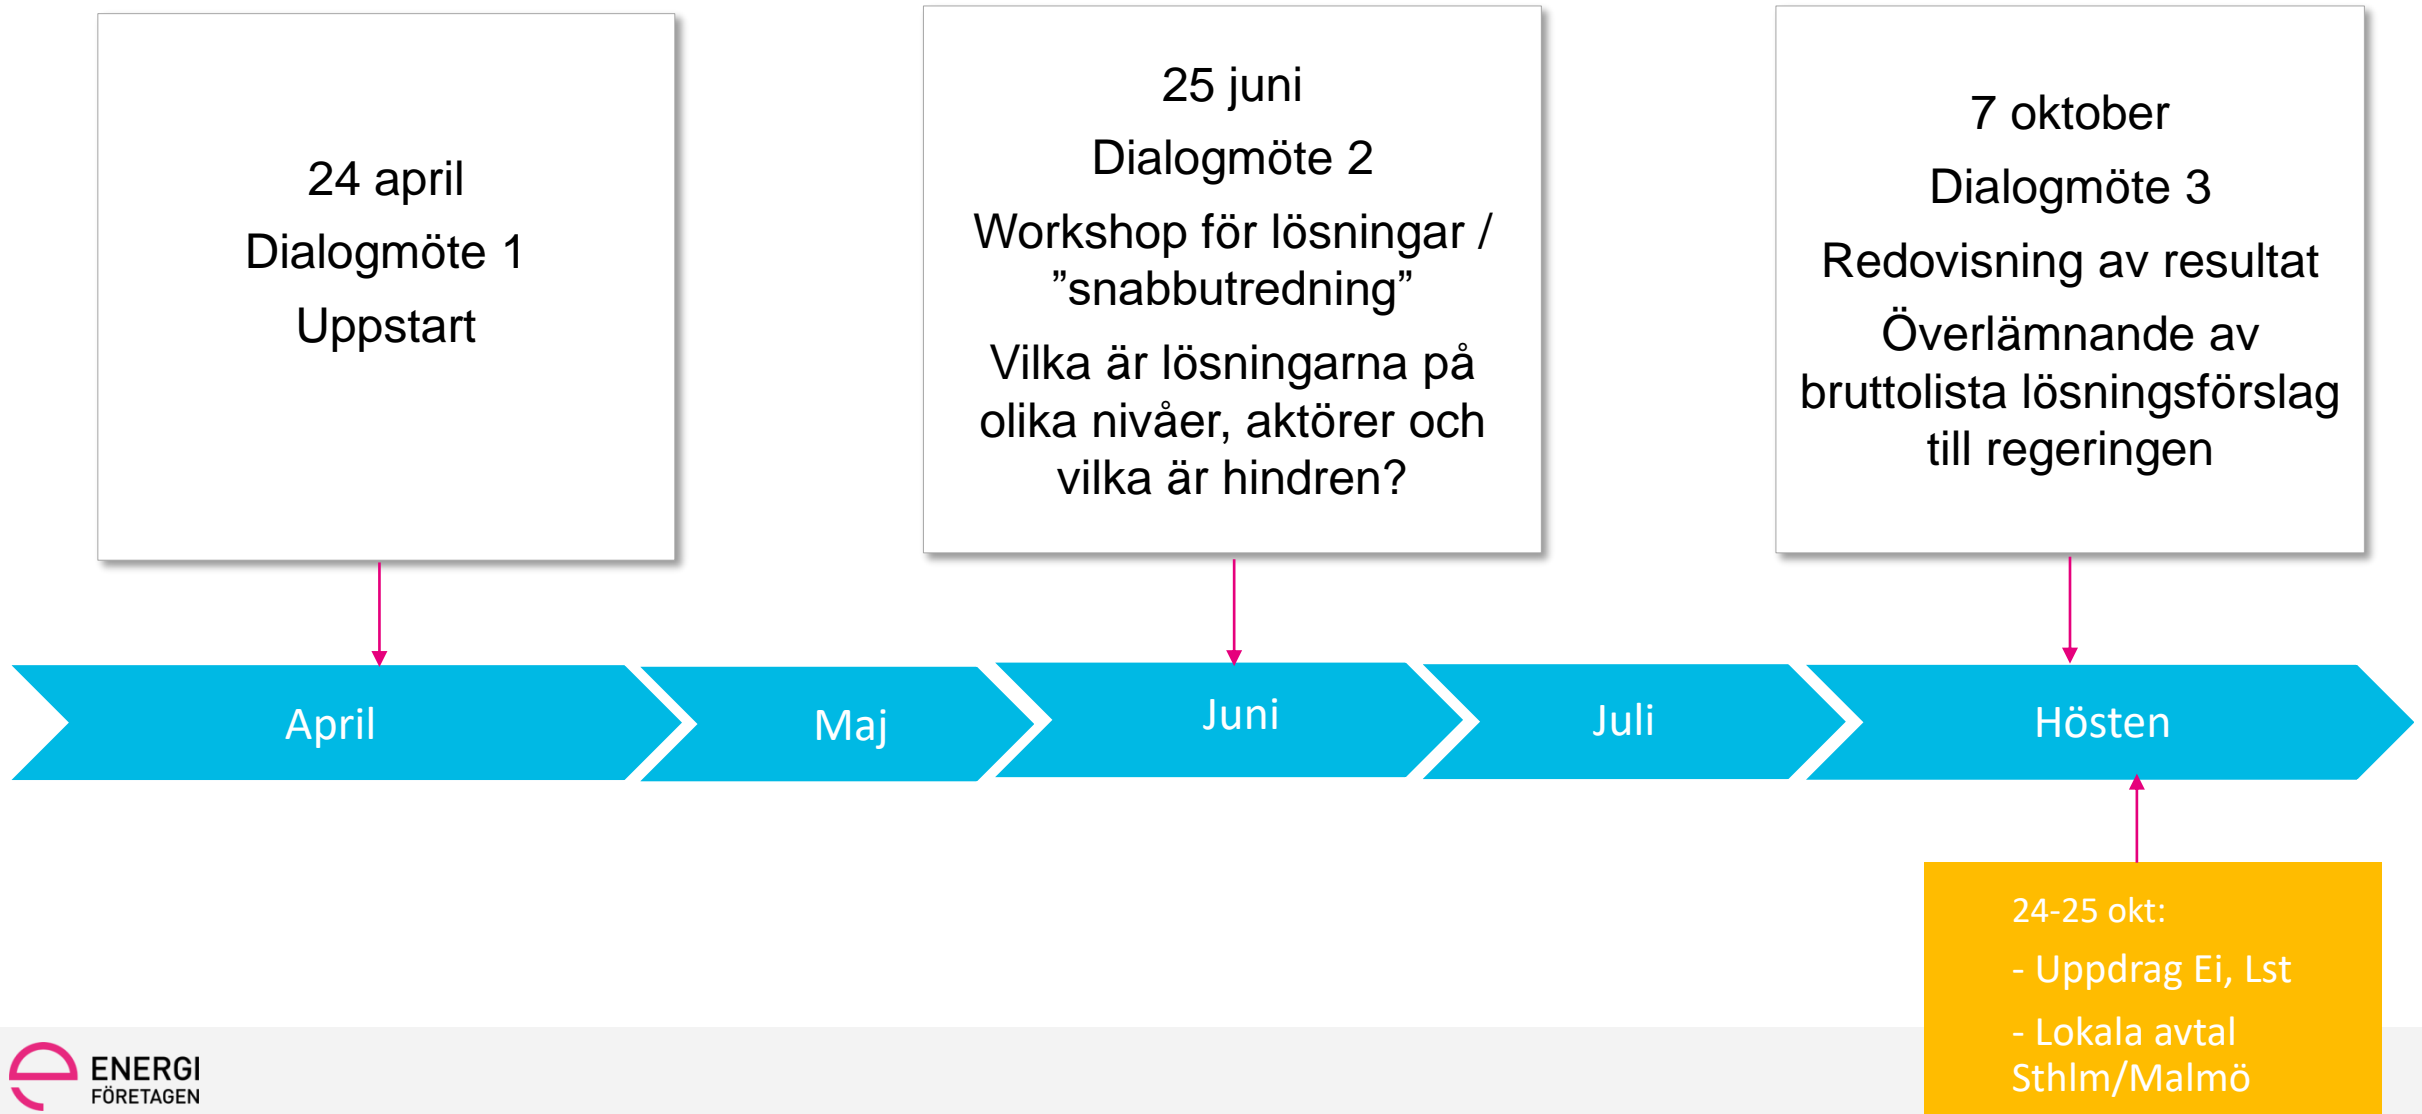 24 april
Dialogmöte 1
Uppstart
25 juni
Dialogmöte 2
Workshop för lösningar /
”snabbutredning”
Vilka är lösningarna på
olika nivåer, aktörer och
vilka är hindren?
7 oktober
Dialogmöte 3
Redovisning av resultat
Överlämnande av
bruttolista lösningsförslag
till regeringen
April
Maj
Juni
Juli
Hösten
24-25 okt:
- Uppdrag Ei, Lst
- Lokala avtal
Sthlm/Malmö
ENERGI
FÖRETAGEN